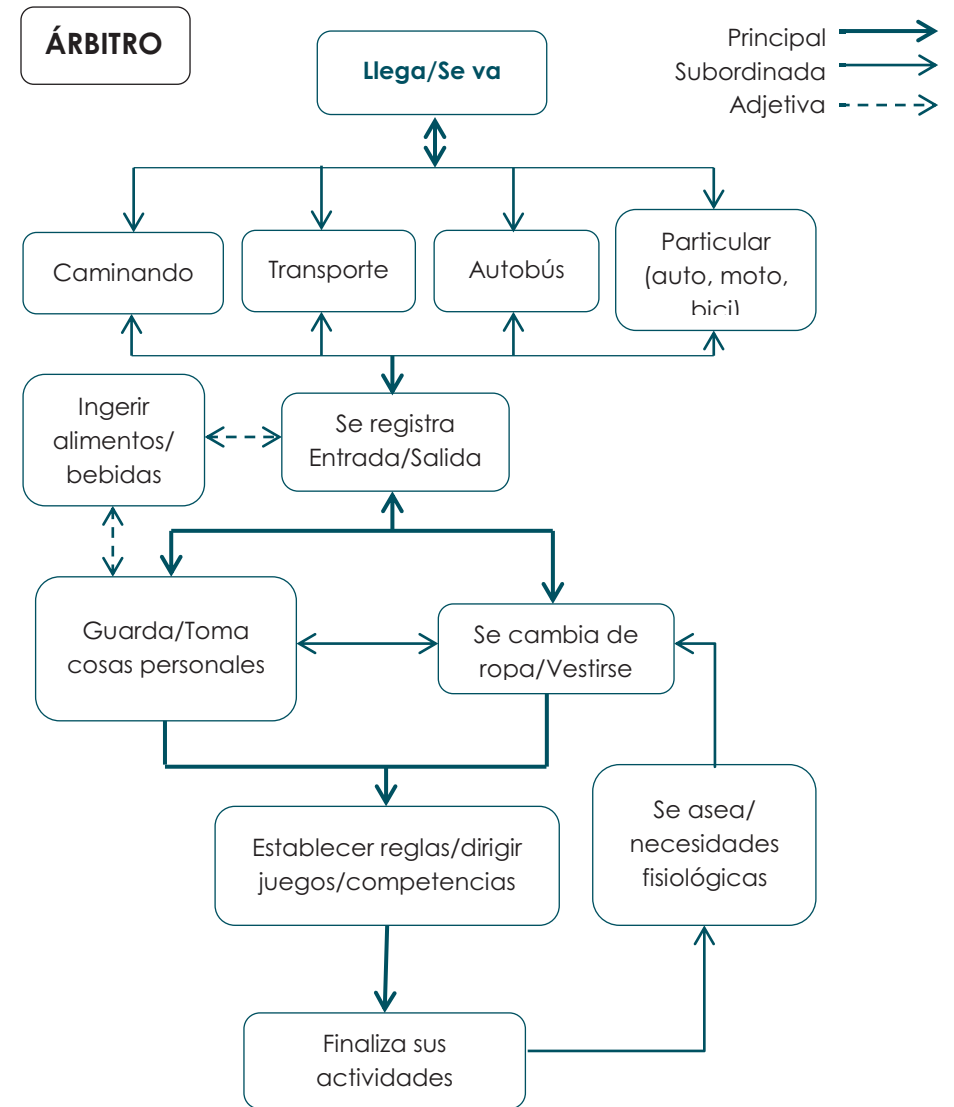 ÁRBITRO
Llega/Se va
Principal
Subordinada
Adjetiva
Caminando
Transporte
Autobús
Particular
(auto, moto,
bici)
Ingerir
alimentos/
bebidas
Se registra
Entrada/Salida
Guarda/Toma
cosas personales
Se cambia de
ropa/Vestirse
Establecer reglas/dirigir
juegos/competencias
Se asea/
necesidades
fisiológicas
Finaliza sus
actividades